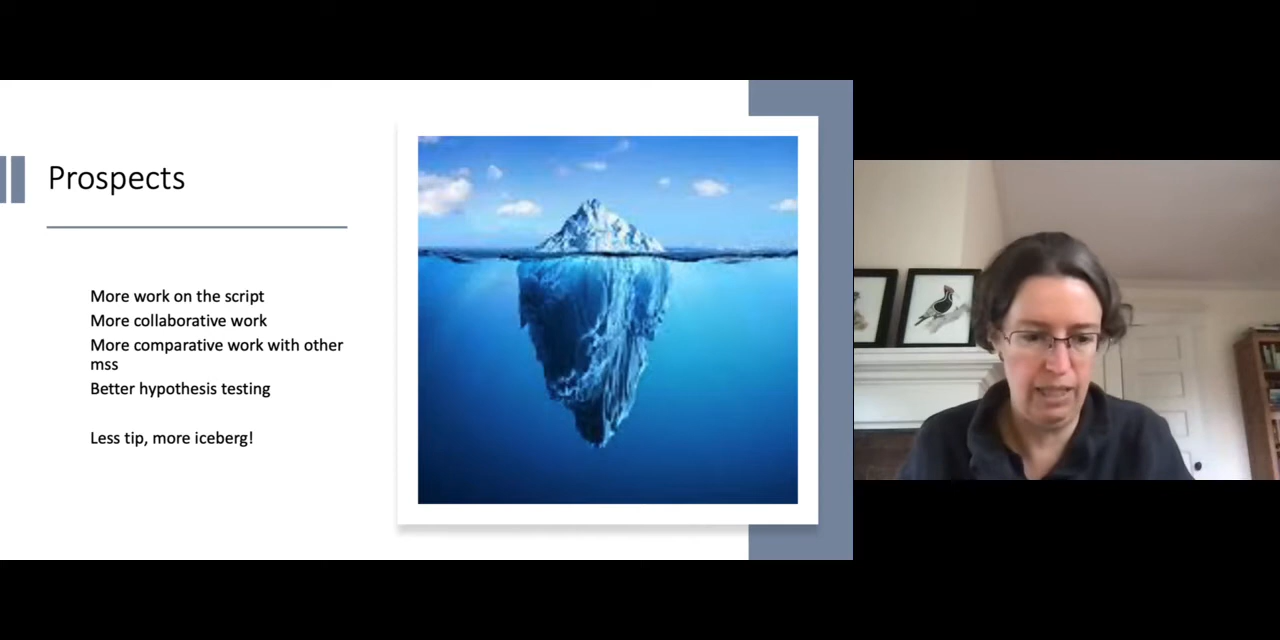 Prospects
More work on the script
More collaborative work
More comparative work with other
mss
Better hypothesis testing
Less tip, more iceberg!